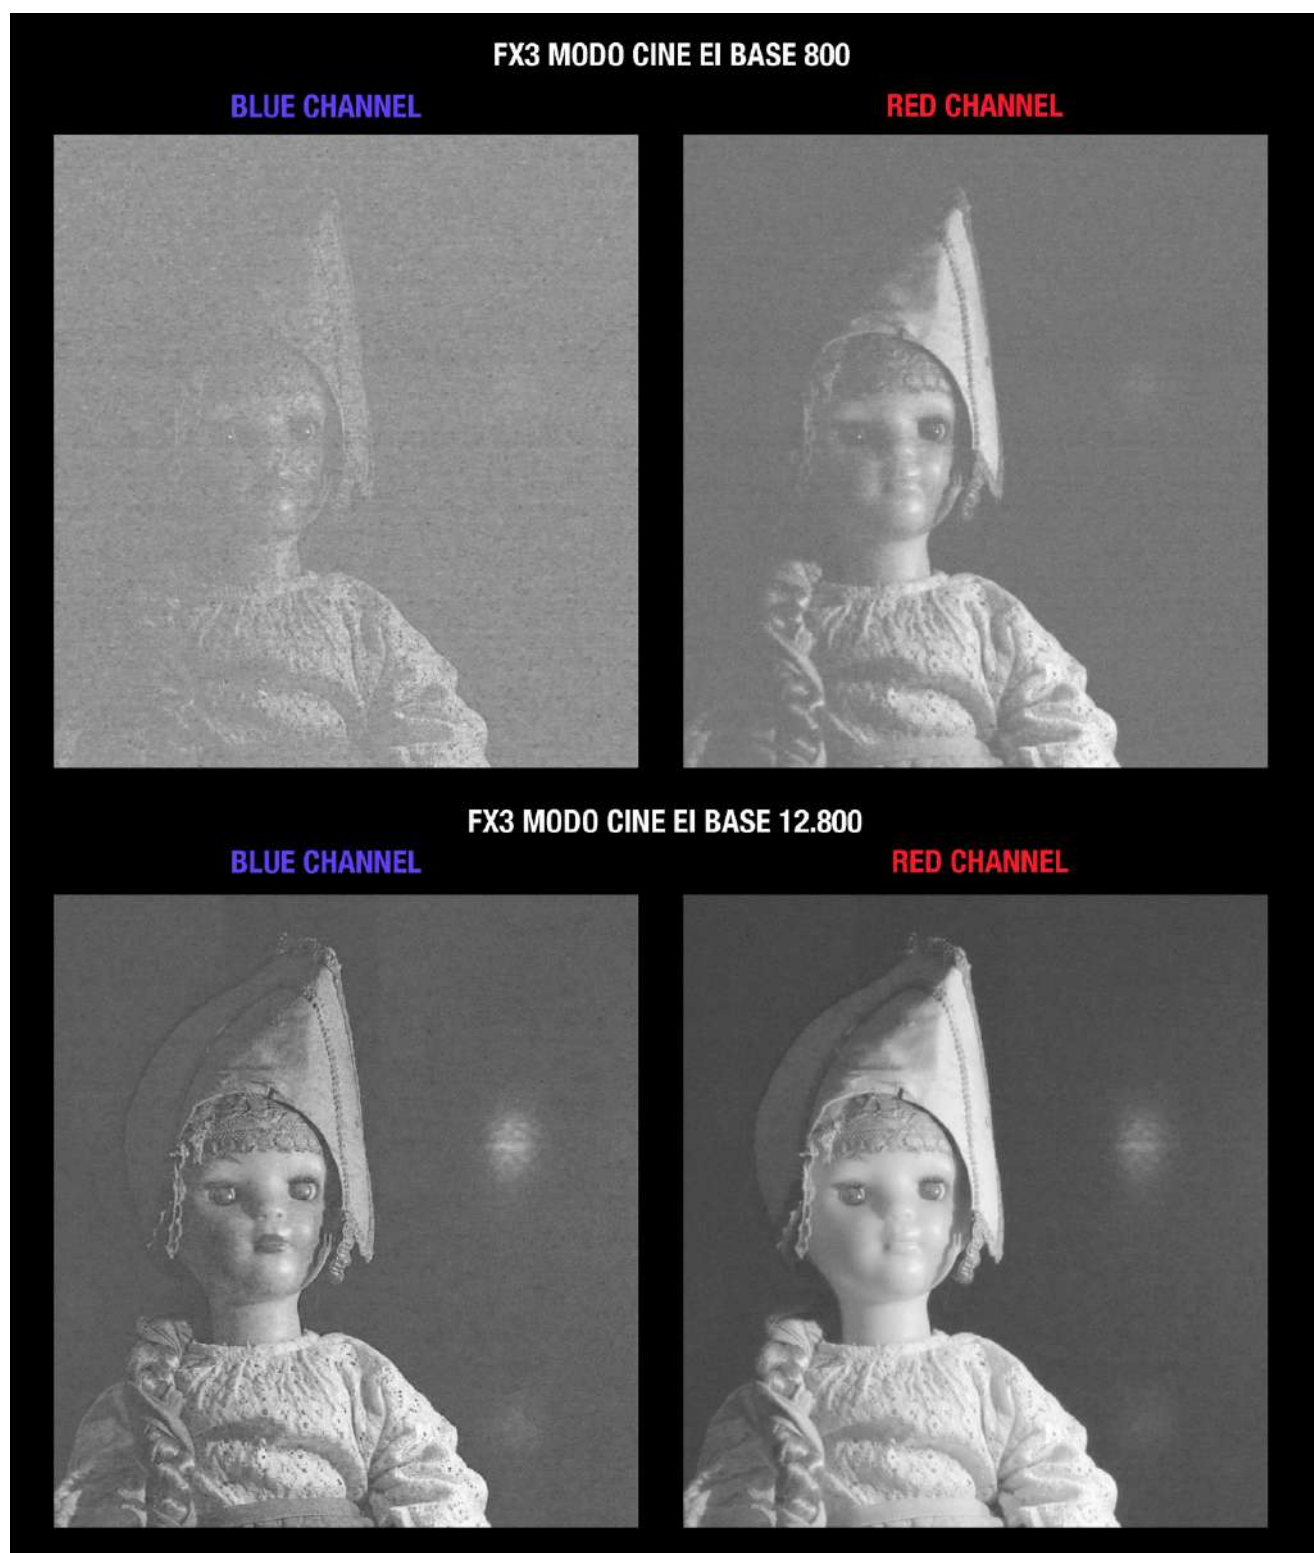 FX3 MODO CINE EI BASE 800
BLUE CHANNEL
RED CHANNEL
FX3 MODO CINE EI BASE 12.800
BLUE CHANNEL
RED CHANNEL